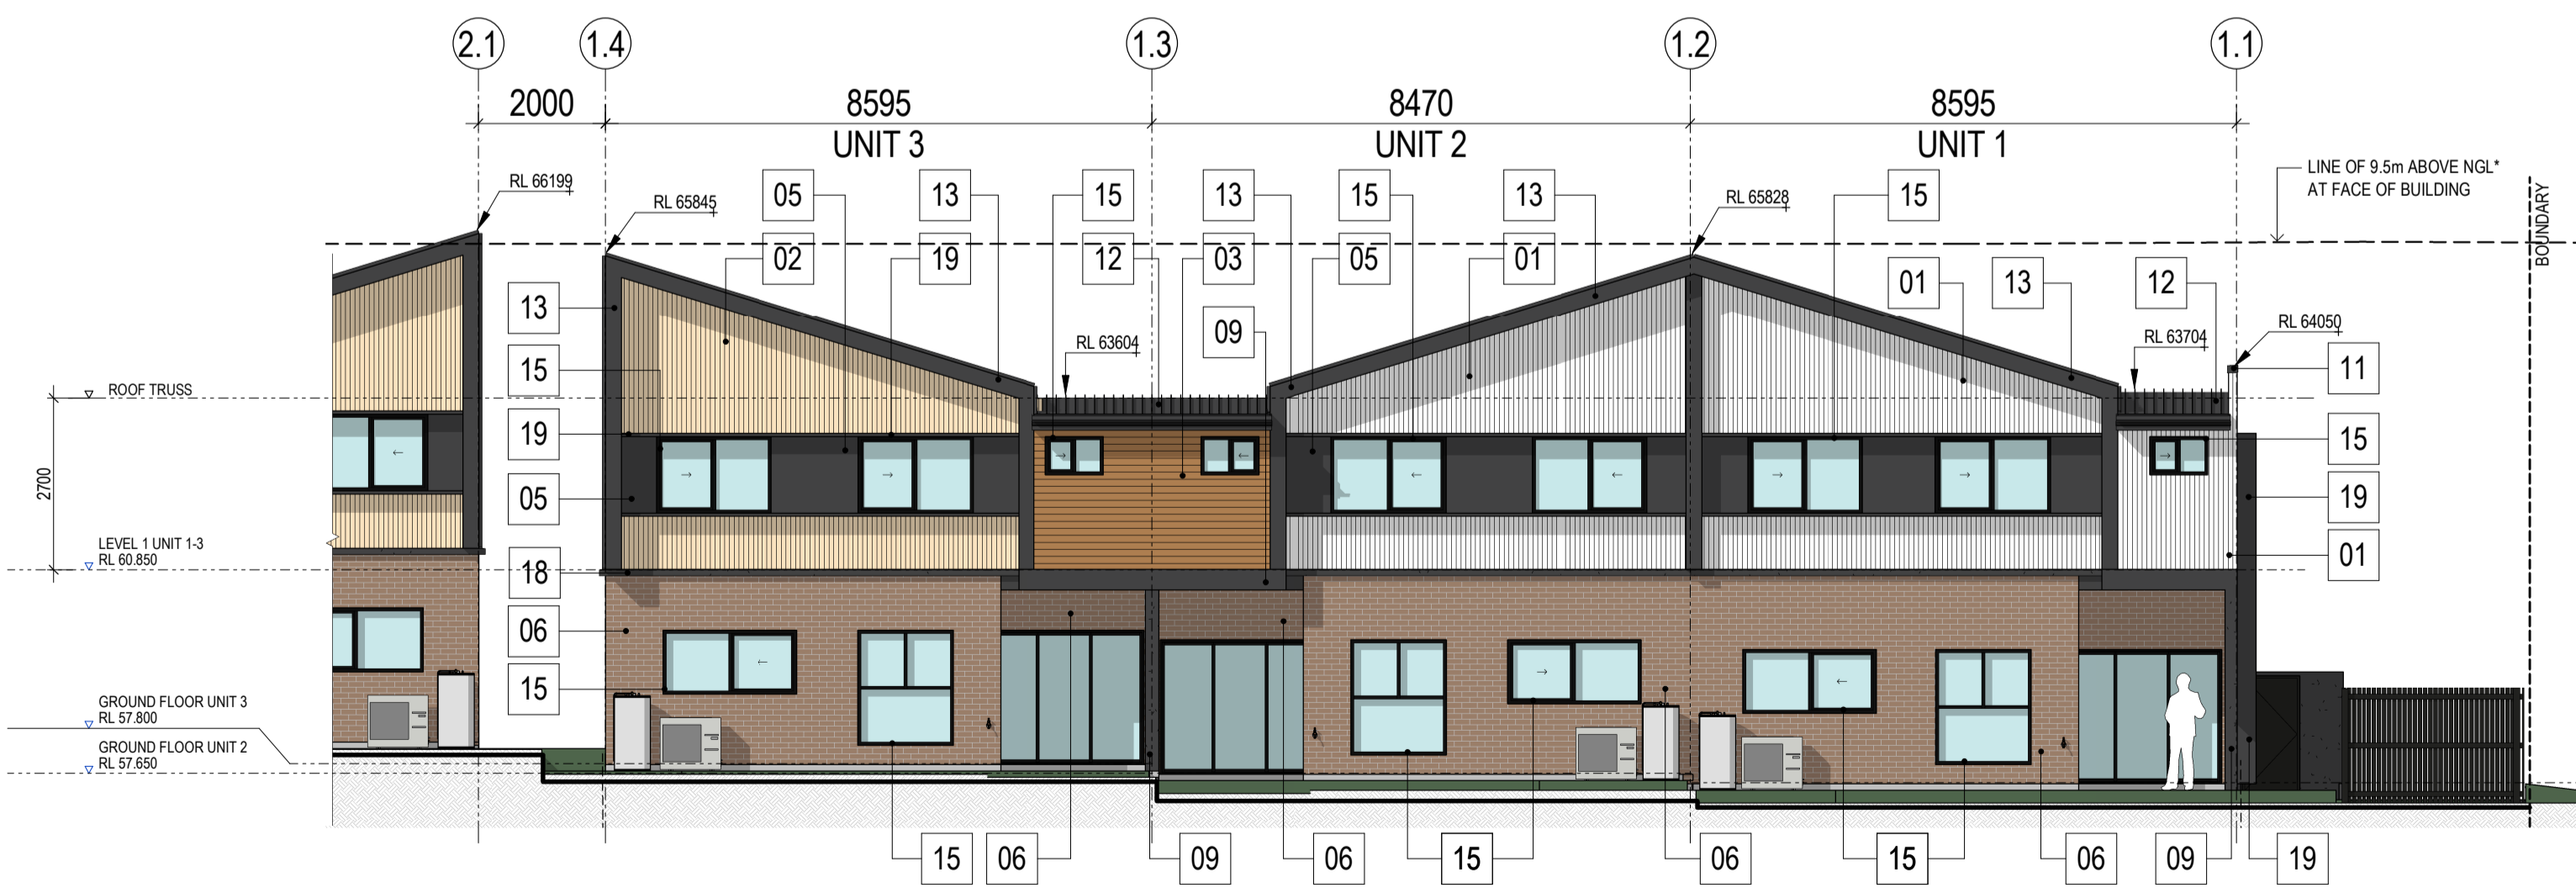 2.1 1.4 1.3 1.2 1.1
2000 8595 8470 8595
UNIT 3 UNIT 2 UNIT 1
LINE OF 9.5m ABOVE NGL*
AT FACE OF BUILDING
BOUNDARY
RL 66199 RL 65845 05 13 15 13 15 13 RL 65828 15
02 19 12 03 05 01 01 13 12
13 09 RL 64050
RL 63604 RL 63704
15 11
ROOF TRUSS
19 15
2700
05 19
LEVEL 1 UNIT 1-3
RL 60.850
18 01
06
15
GROUND FLOOR UNIT 3
RL 57.800
GROUND FLOOR UNIT 2
RL 57.650
15 06 09 06 15 06 15 06 09 19